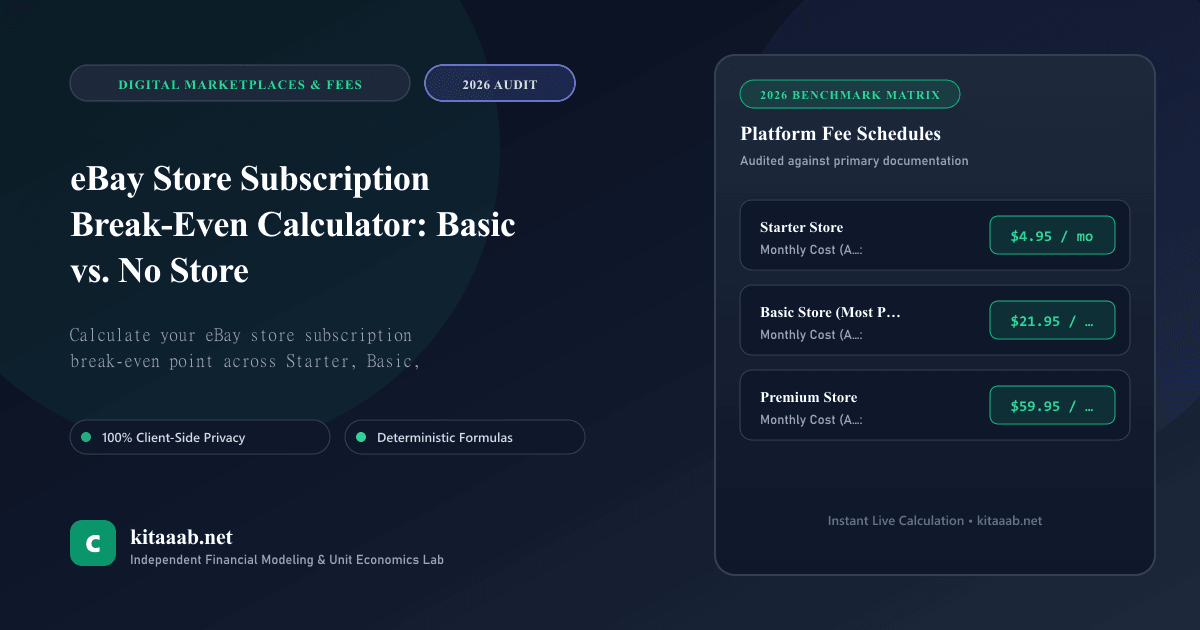 DIGITAL MARKETPLACES & FEES
2026 AUDIT
eBay Store Subscription
Break-Even Calculator: Basic
vs. No Store
Calculate your eBay store subscription
break-even point across Starter, Basic,
100% Client-Side Privacy
Deterministic Formulas
C
kitaaab.net
Independent Financial Modeling & Unit Economics Lab
2026 BENCHMARK MATRIX
Platform Fee Schedules
Audited against primary documentation
Starter Store
Monthly Cost (A…:
$4.95 / mo
Basic Store (Most P…
Monthly Cost (A…:
$21.95 / …
Premium Store
Monthly Cost (A…:
$59.95 / …
Instant Live Calculation • kitaaab.net